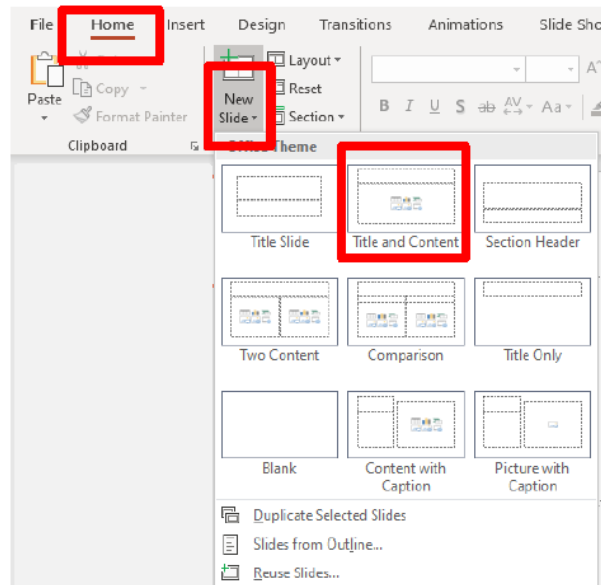 File Home Insert Design Transitions Animations Slide Sho
Layout
Copy
Reset
Paste
New
Slide
Format Painter
Section
B I U S ab AV Aa
Clipboard
Office Theme
Title Slide Title and Content Section Header
Two Content Comparison Title Only
Blank Content with Caption Picture with Caption
Duplicate Selected Slides
Slides from Outline...
Reuse Slides...